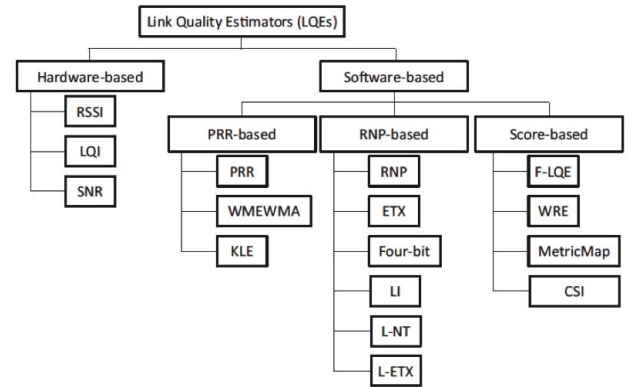 Link Quality Estimators (LQEs)
Hardware-based
Software-based
RSSI
LQI
SNR
PRR-based
RNP-based
Score-based
PRR
WMEWMA
KLE
RNP
ETX
Four-bit
LI
L-NT
L-ETX
F-LQE
WRE
MetricMap
CSI